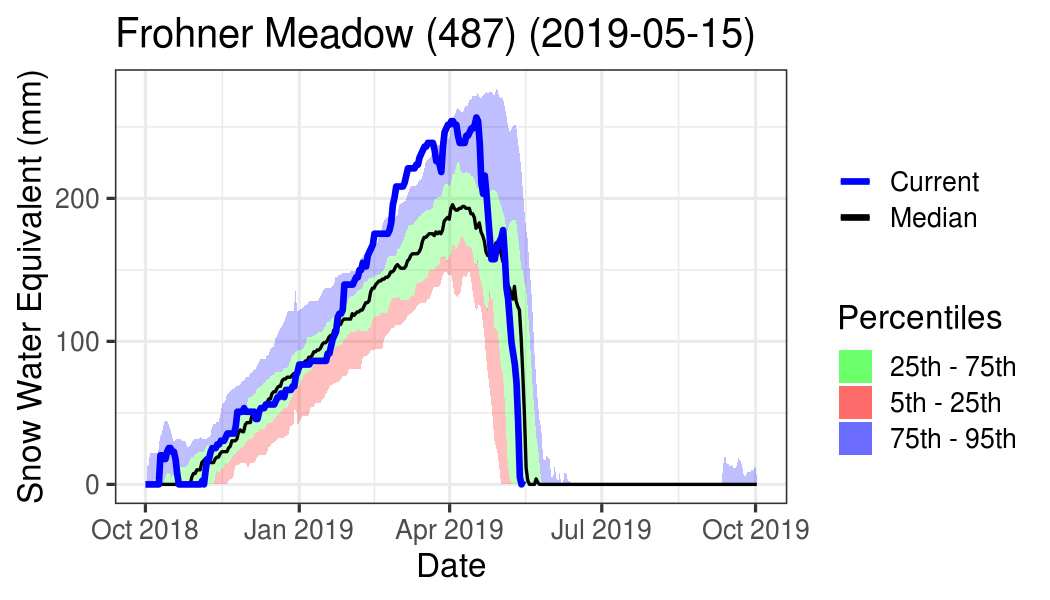 Frohner Meadow (487) (2019-05-15)
Snow Water Equivalent (mm)
200
100
0
Oct 2018 Jan 2019 Apr 2019 Jul 2019 Oct 2019
Date
Current
Median
Percentiles
25th - 75th
5th - 25th
75th - 95th